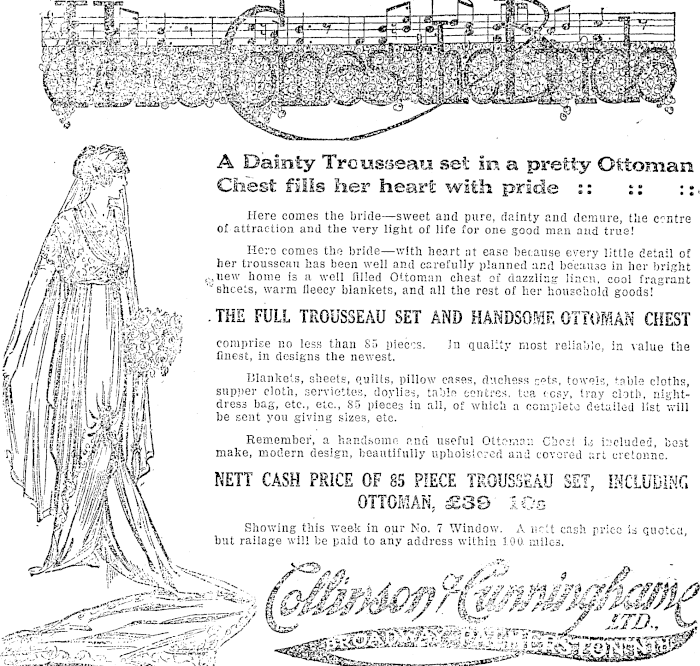 Here Comes the Bride
A Dainty Trousseau set in a pretty Ottoman
Chest fills her heart with pride :: :: ::
Here comes the bride—sweet and pure, dainty and demure, the centre
of attraction and the very light of life for one good man and true!
Here comes the bride—with heart at ease because every little detail of
her trousseau has been well and carefully planned and because in her bright
new home is a well filled Ottoman chest of dazzling linen, cool fragrant
sheets, warm fleecy blankets, and all the rest of her household goods!
THE FULL TROUSSEAU SET AND HANDSOME OTTOMAN CHEST
comprise no less than 85 pieces. In quality most reliable, in value the
finest, in designs the newest.
Blankets, sheets, quilts, pillow cases, duchess sets, towels, table cloths,
supper cloth, serviettes, doylies, table centres, tea cosy, tray cloth, night-
dress bag, etc., etc., 85 pieces in all, of which a complete detailed list will
be sent you giving sizes, etc.
Remember, a handsome and useful Ottoman Chest is included, best
make, modern design, beautifully upholstered and covered art cretonne.
NETT CASH PRICE OF 85 PIECE TROUSSEAU SET, INCLUDING
OTTOMAN, £39 10s
Showing this week in our No. 7 Window. A nett cash price is quoted,
but railage will be paid to any address within 100 miles.
Collinson & Cunninghame
LTD.,
BROADWAY, PALMERSTON NTH